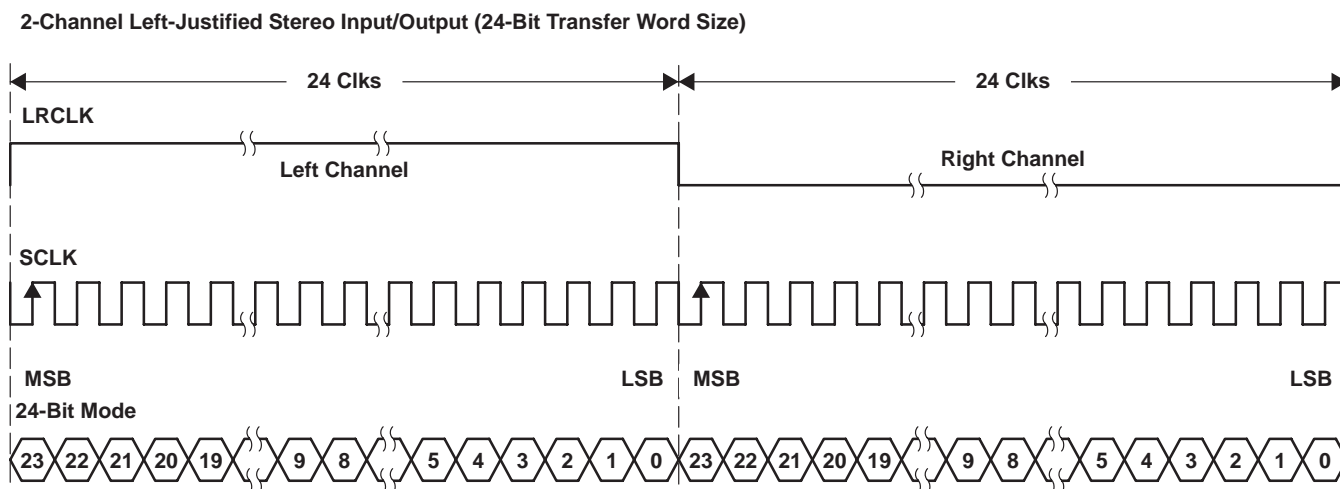 2-Channel Left-Justified Stereo Input/Output (24-Bit Transfer Word Size)
24 Clks 24 Clks
LRCLK
Left Channel Right Channel
SCLK
MSB LSB MSB LSB
24-Bit Mode
23 22 21 20 19 9 8 5 4 3 2 1 0 23 22 21 20 19 9 8 5 4 3 2 1 0